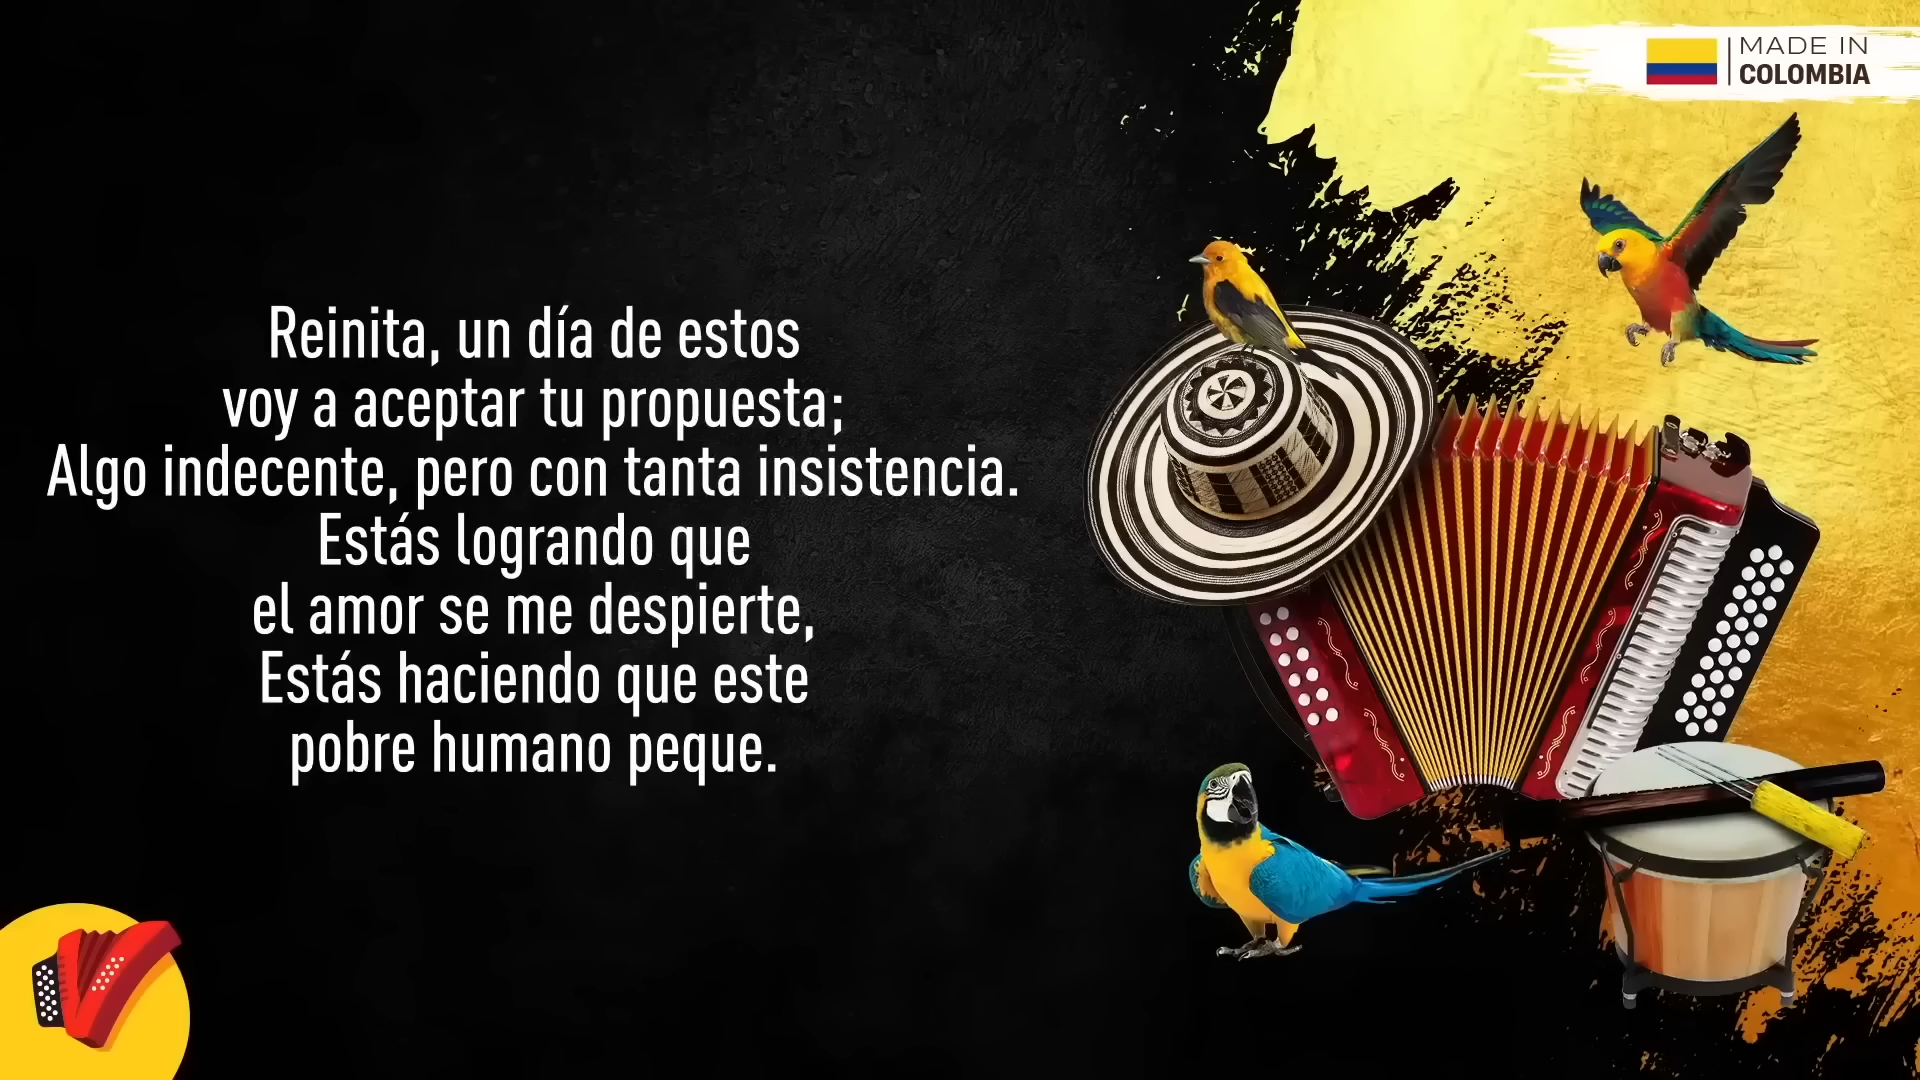 MADE IN
COLOMBIA
Reinita, un día de estos
voy a aceptar tu propuesta;
Algo indecente, pero con tanta insistencia.
Estás logrando que
el amor se me despierte,
Estás haciendo que este
pobre humano peque.